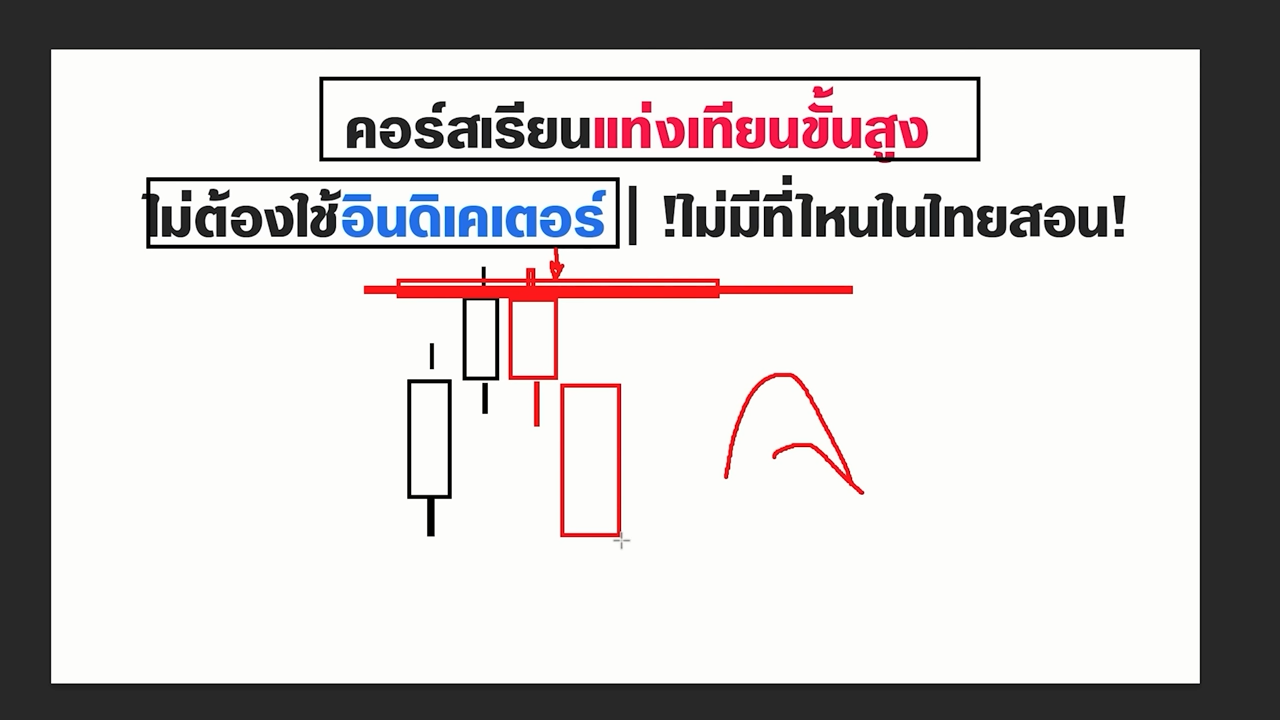 คอร์สเรียนแท่งเทียนขั้นสูง
ไม่ต้องใช้อินดิเคเตอร์ | !ไม่มีที่ไหนในไทยสอน!